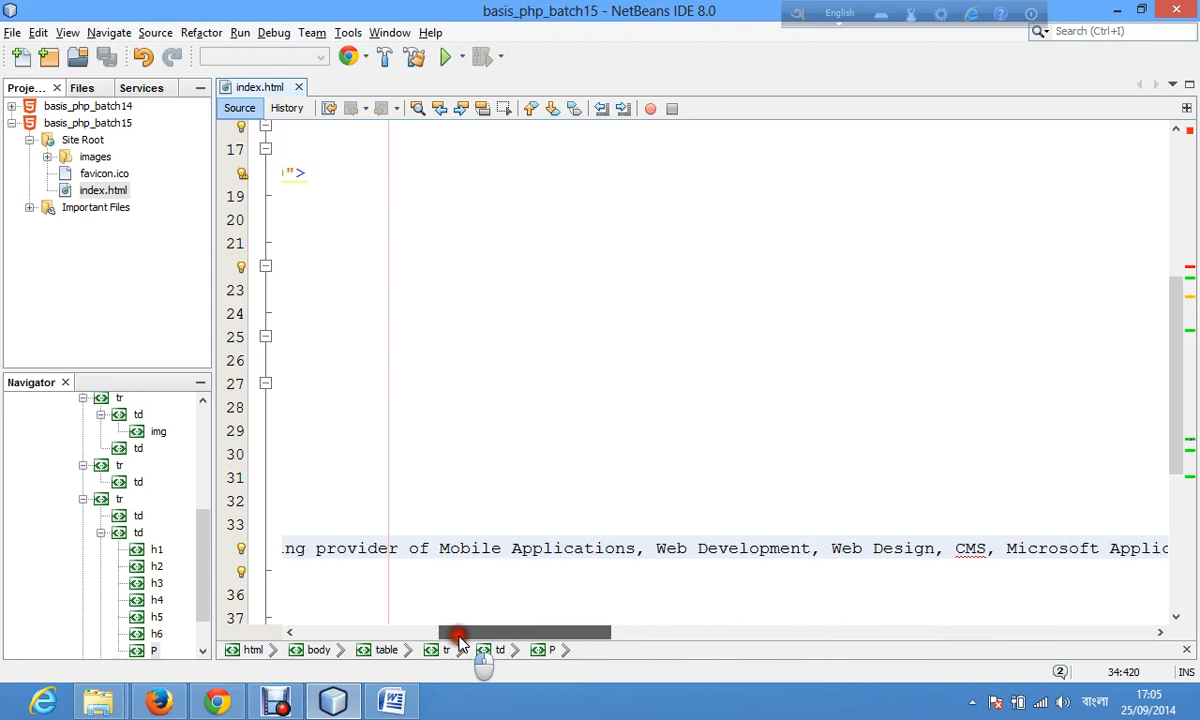 basis_php_batch15 - NetBeans IDE 8.0
English
File Edit View Navigate Source Refactor Run Debug Team Tools Window Help
Search (Ctrl+I)
Proje... Files Services
index.html
basis_php_batch14
basis_php_batch15
Site Root
images
favicon.ico
index.html
Important Files
Source History
17
">
19
20
21
23
24
25
26
27
28
29
30
31
32
33
ing provider of Mobile Applications, Web Development, Web Design, CMS, Microsoft Applic
36
37
Navigator
tr
td
img
td
tr
td
tr
td
td
h1
h2
h3
h4
h5
h6
P
html body table tr td P
2
34:420
INS
বাংলা
17:05
25/09/2014